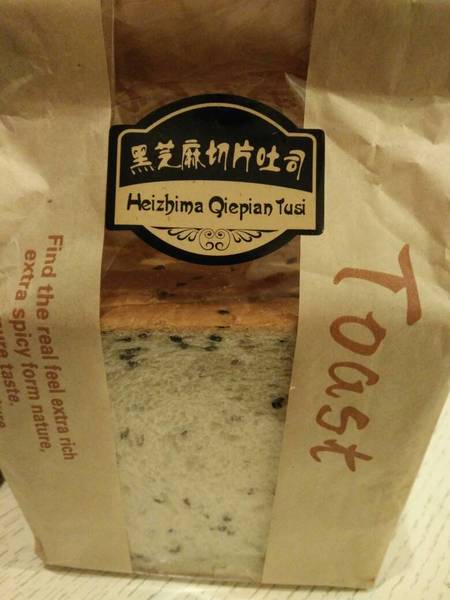 黑芝麻切片吐司
Heizhima Qiepian Tusi
Toast
Find the real feel extra rich
extra spicy form nature,
taste.